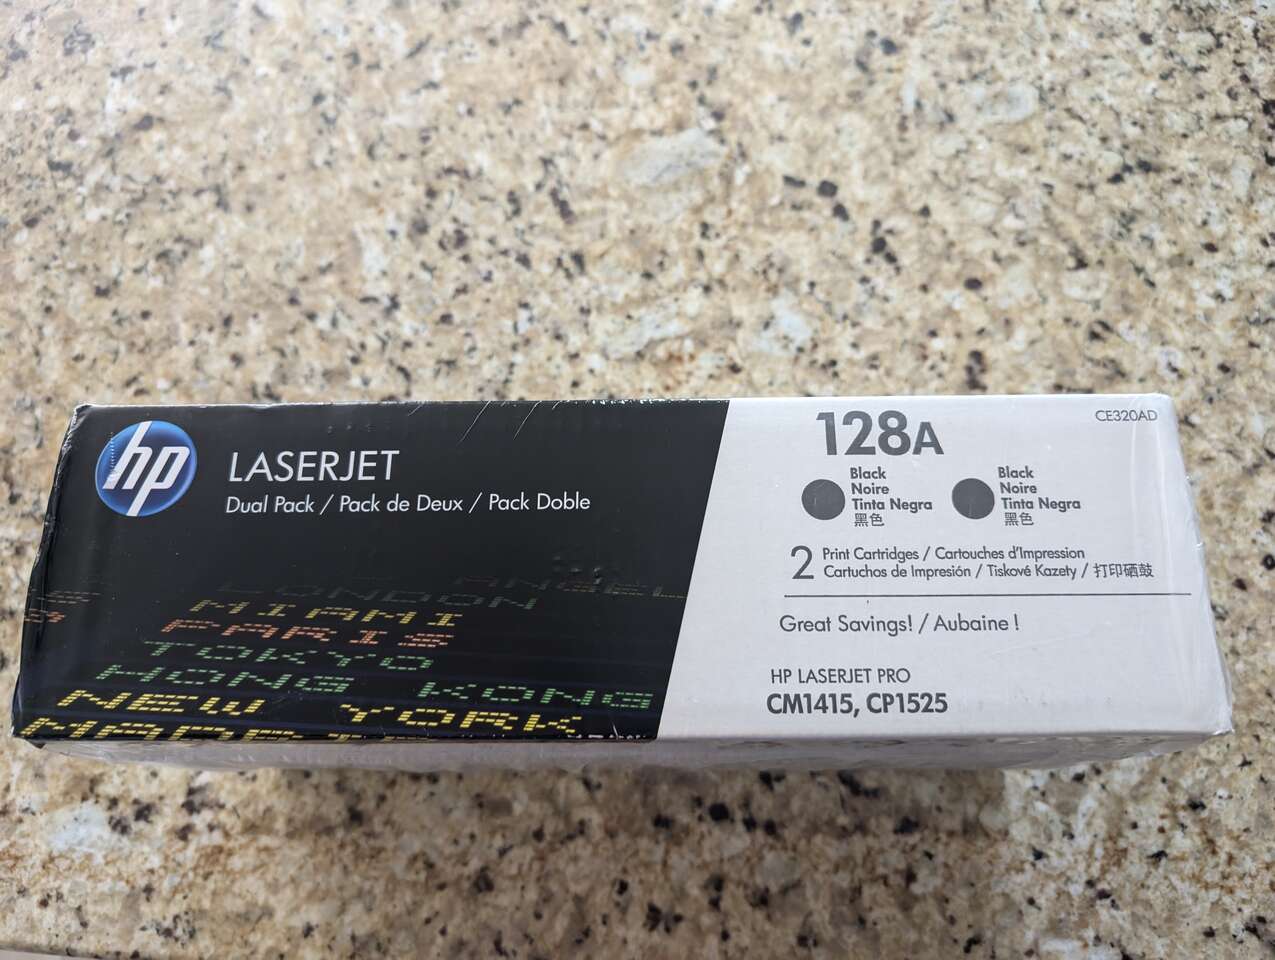 hp
LASERJET
Dual Pack / Pack de Deux / Pack Doble
LONDON
MIAMI
PARIS
TOKYO
HONG KONG
NEW YORK
128A
CE320AD
Black
Noire
Tinta Negra
黑色
Black
Noire
Tinta Negra
黑色
2 Print Cartridges / Cartouches d'Impression
Cartuchos de Impresión / Tiskové Kazety / 打印硒鼓
Great Savings! / Aubaine !
HP LASERJET PRO
CM1415, CP1525